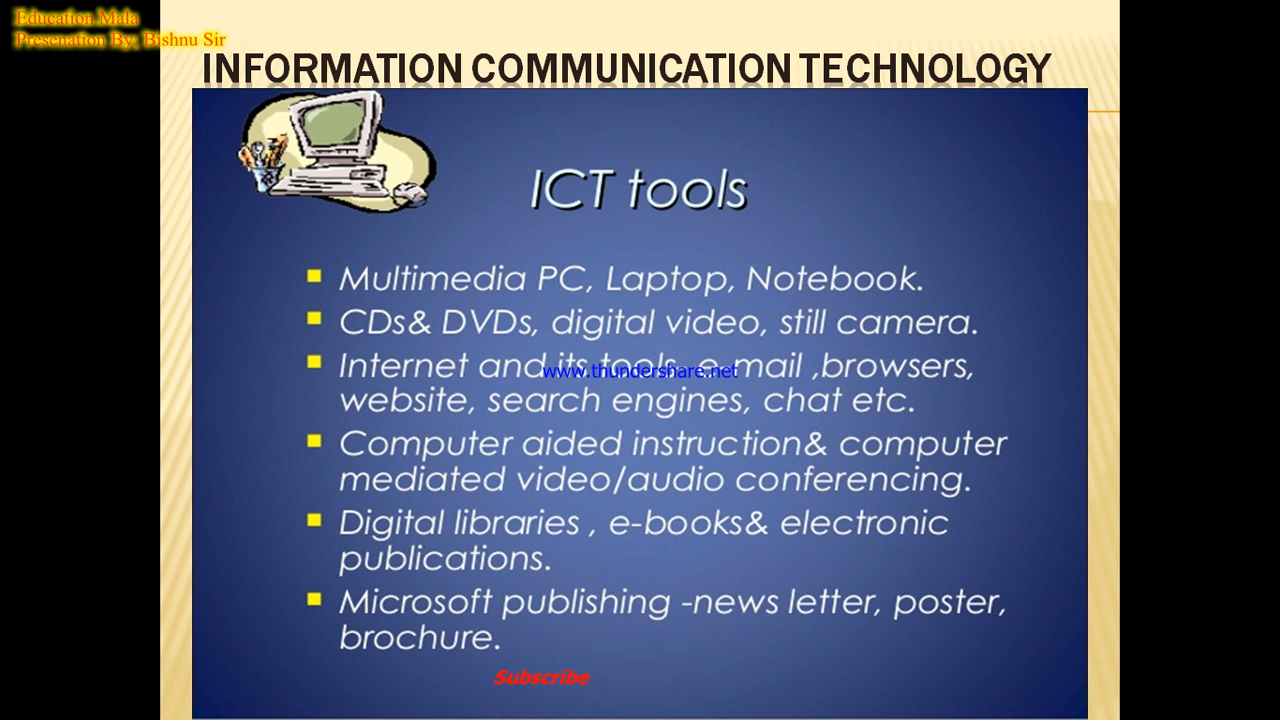 Education Mala
Presenation By: Bishnu Sir
INFORMATION COMMUNICATION TECHNOLOGY
ICT tools
Multimedia PC, Laptop, Notebook.
CDs& DVDs, digital video, still camera.
Internet and its tools, e-mail ,browsers,
www.thundershare.net
website, search engines, chat etc.
Computer aided instruction& computer
mediated video/audio conferencing.
Digital libraries , e-books& electronic
publications.
Microsoft publishing -news letter, poster,
brochure.
Subscribe